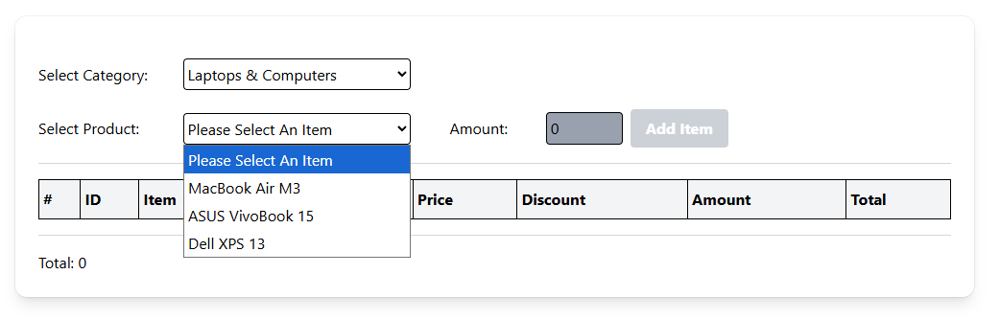 Select Category: Laptops & Computers
Select Product: Please Select An Item Amount: 0 Add Item
Please Select An Item
MacBook Air M3
ASUS VivoBook 15
Dell XPS 13
# ID Item Price Discount Amount Total
Total: 0